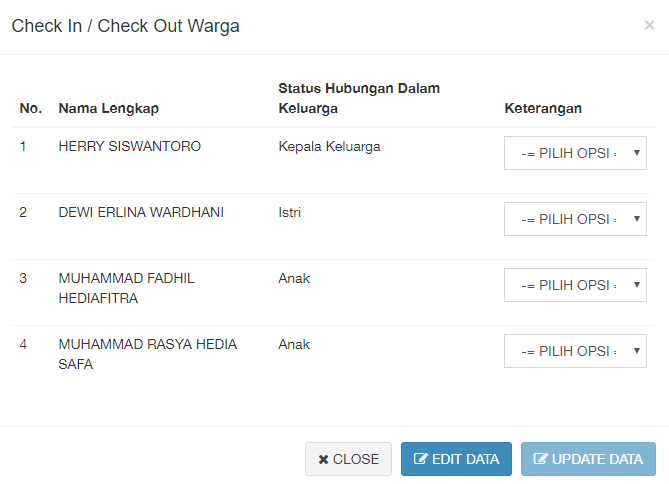 Check In / Check Out Warga
×
Status Hubungan Dalam
No. Nama Lengkap Keluarga Keterangan
1 HERRY SISWANTORO Kepala Keluarga -= PILIH OPSI =
2 DEWI ERLINA WARDHANI Istri -= PILIH OPSI =
3 MUHAMMAD FADHIL Anak -= PILIH OPSI =
HEDIAFITRA
4 MUHAMMAD RASYA HEDIA Anak -= PILIH OPSI =
SAFA
CLOSE EDIT DATA UPDATE DATA